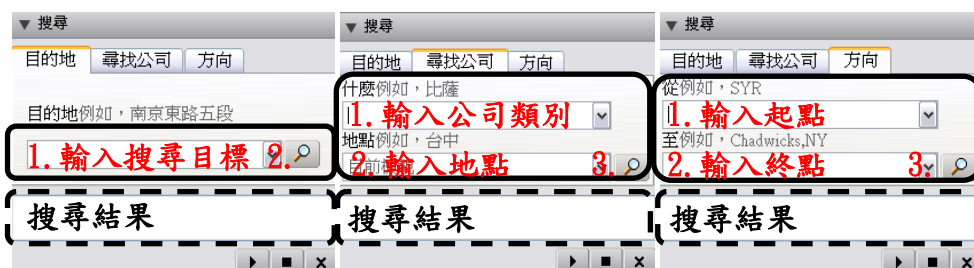 ▼ 搜尋
目的地 尋找公司 方向
目的地例如，南京東路五段
1. 輸入搜尋目標 2.
搜尋結果
▼ 搜尋
目的地 尋找公司 方向
什麼例如，比薩
1. 輸入公司類別
地點例如，台中
2. 輸入地點 3.
搜尋結果
▼ 搜尋
目的地 尋找公司 方向
從例如，SYR
1. 輸入起點
至例如，Chadwicks,NY
2. 輸入終點 3.
搜尋結果